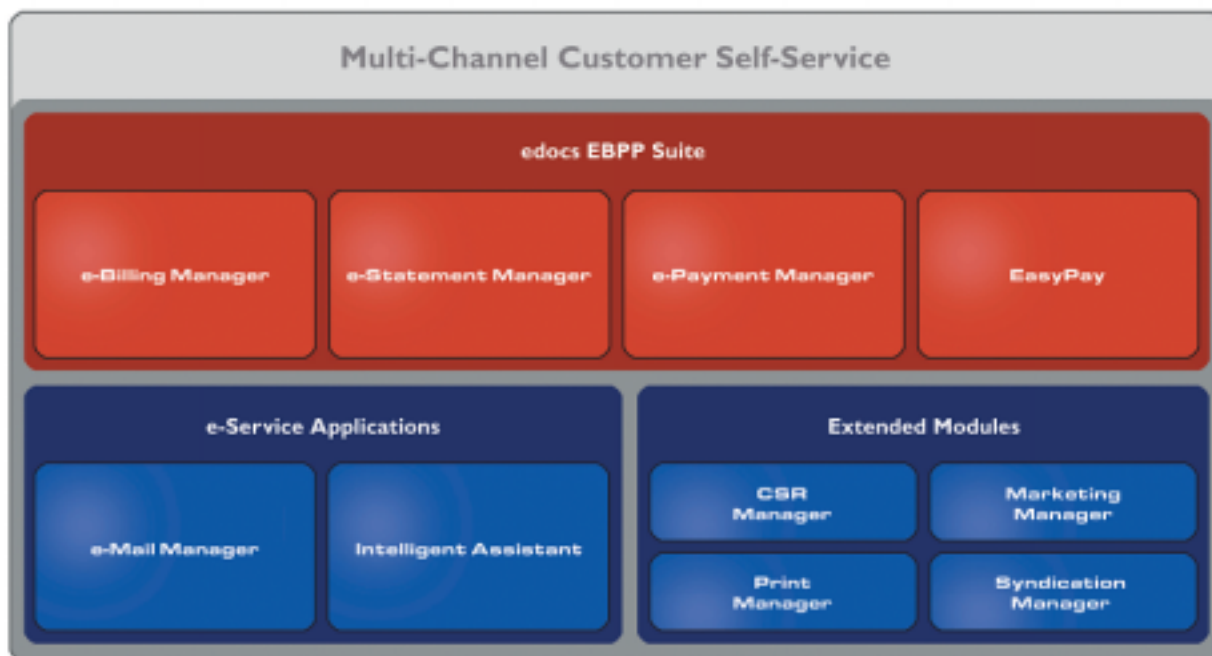 Multi-Channel Customer Self-Service
edocs EBPP Suite
e-Billing Manager
e-Statement Manager
e-Payment Manager
EasyPay
e-Service Applications
e-Mail Manager
Intelligent Assistant
Extended Modules
CSR
Manager
Marketing
Manager
Print
Manager
Syndication
Manager